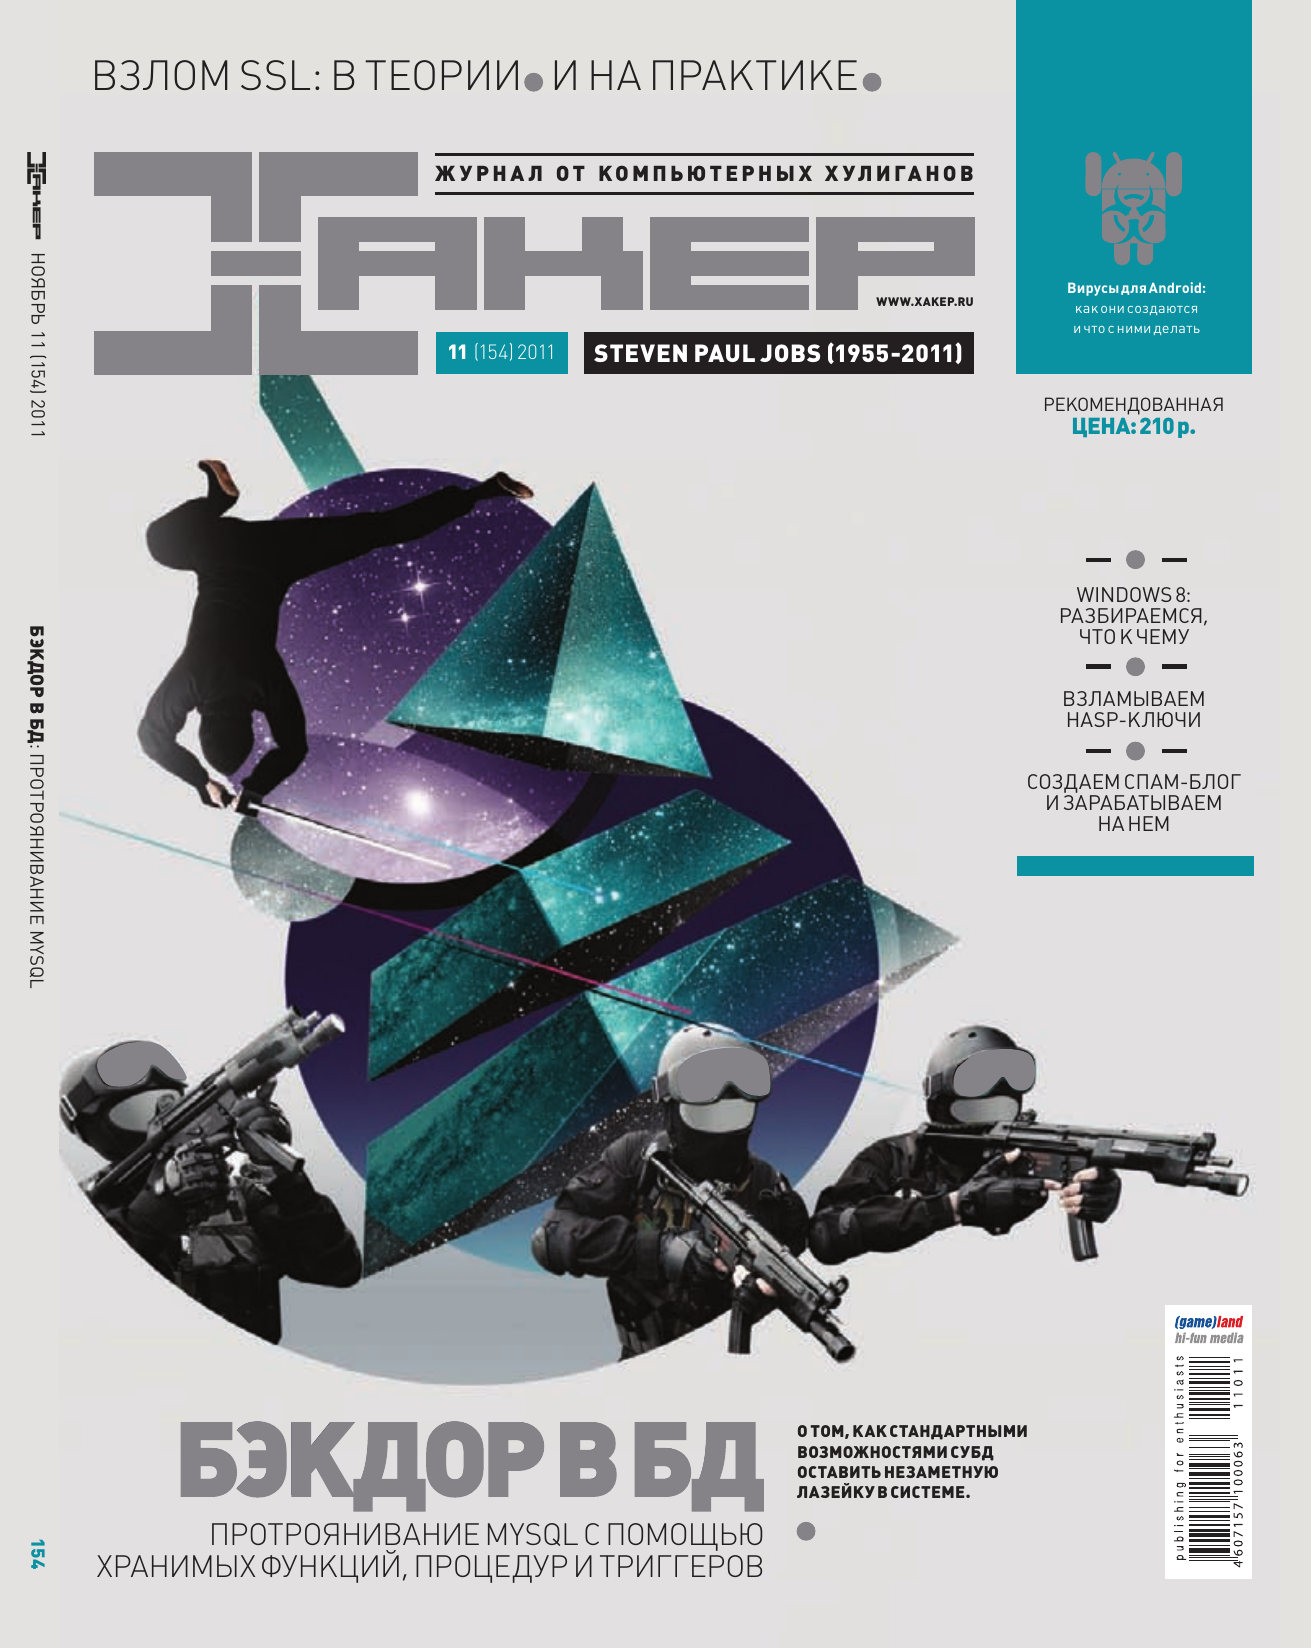 ВЗЛОМ SSL: В ТЕОРИИ● И НА ПРАКТИКЕ●
ЖУРНАЛ ОТ КОМПЬЮТЕРНЫХ ХУЛИГАНОВ
ХАКЕР
WWW.XAKEP.RU
11 (154) 2011
STEVEN PAUL JOBS (1955-2011)
Вирусы для Android:
как они создаются
и что с ними делать
РЕКОМЕНДОВАННАЯ
ЦЕНА: 210 р.
ХАКЕР НОЯБРЬ 11 (154) 2011
БЭКДОР В БД: ПРОТРОЯНИВАНИЕ MYSQL
154
WINDOWS 8:
РАЗБИРАЕМСЯ,
ЧТО К ЧЕМУ
ВЗЛАМЫВАЕМ
HASP-КЛЮЧИ
СОЗДАЕМ СПАМ-БЛОГ
И ЗАРАБАТЫВАЕМ
НА НЕМ
БЭКДОР В БД
ПРОТРОЯНИВАНИЕ MYSQL С ПОМОЩЬЮ
ХРАНИМЫХ ФУНКЦИЙ, ПРОЦЕДУР И ТРИГГЕРОВ
О ТОМ, КАК СТАНДАРТНЫМИ
ВОЗМОЖНОСТЯМИ СУБД
ОСТАВИТЬ НЕЗАМЕТНУЮ
ЛАЗЕЙКУ В СИСТЕМЕ.
(game)land
hi-fun media
publishing for enthusiasts
11011
4 607157 100063